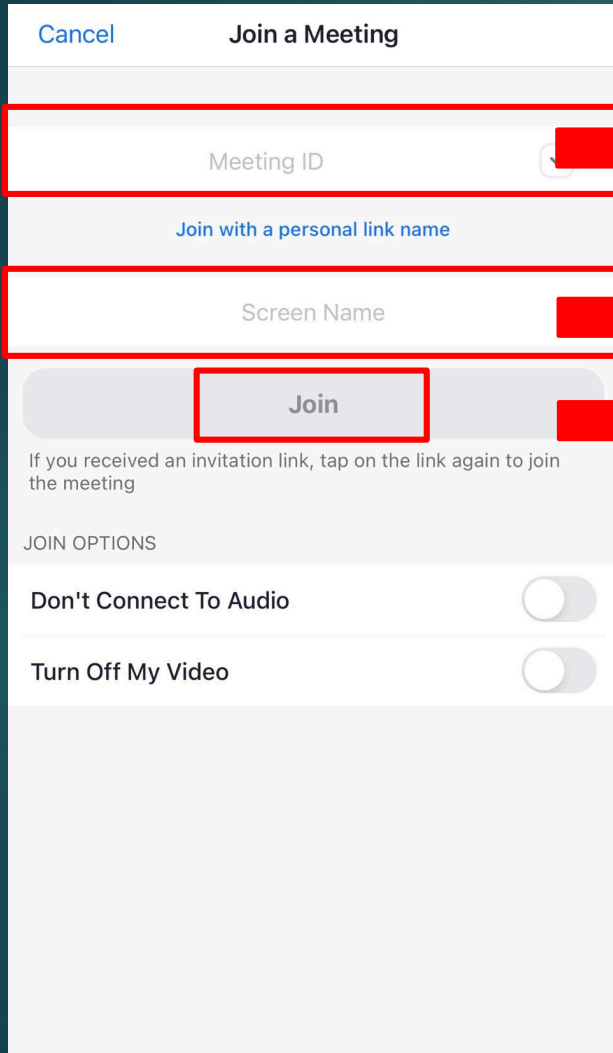 Cancel Join a Meeting
Meeting ID
Join with a personal link name
Screen Name
Join
If you received an invitation link, tap on the link again to join
the meeting
JOIN OPTIONS
Don't Connect To Audio
Turn Off My Video